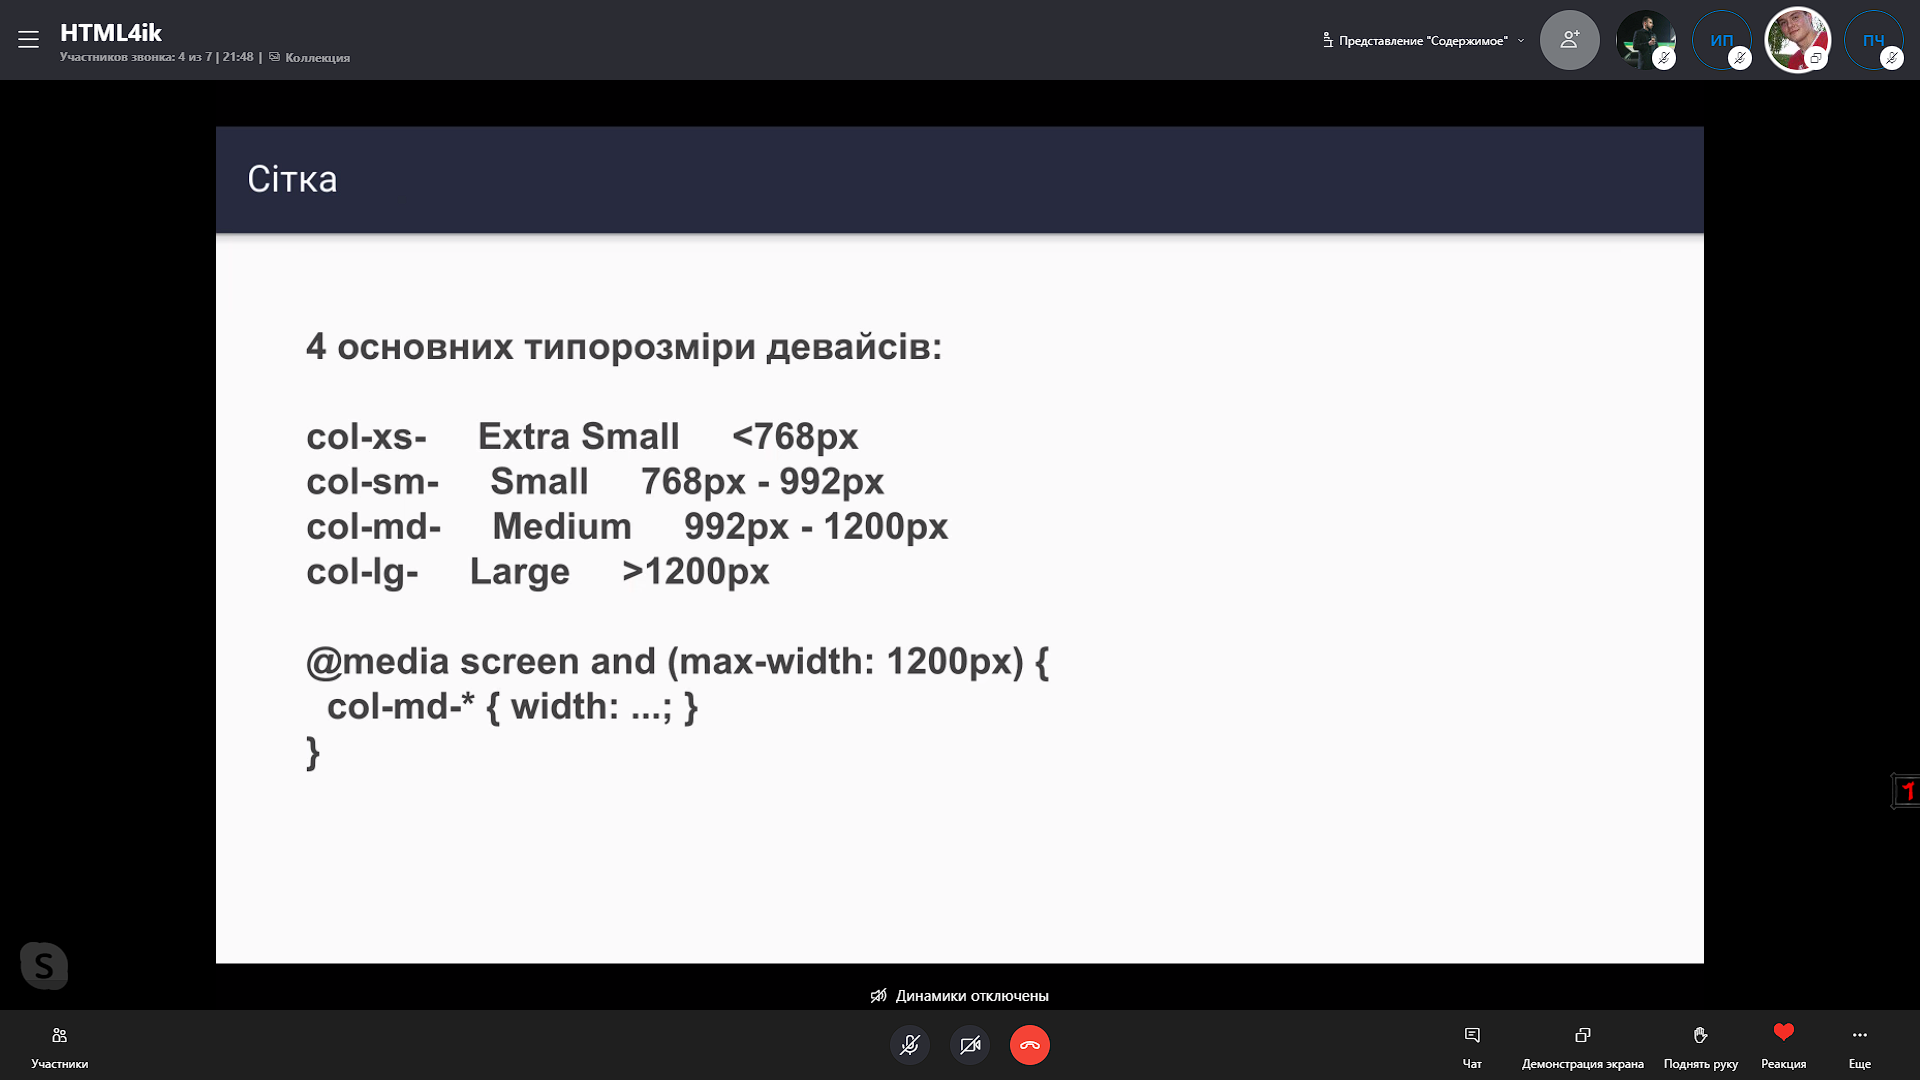 HTML4ik
Участников звонка: 4 из 7 | 21:48 | Коллекция
Представление "Содержимое"
ИП
ПЧ
Сітка
4 основних типорозміри девайсів:
col-xs- Extra Small <768px
col-sm- Small 768px - 992px
col-md- Medium 992px - 1200px
col-lg- Large >1200px
@media screen and (max-width: 1200px) {
col-md-* { width: ...; }
}
S
Динамики отключены
Участники
Чат
Демонстрация экрана
Поднять руку
Реакция
Еще